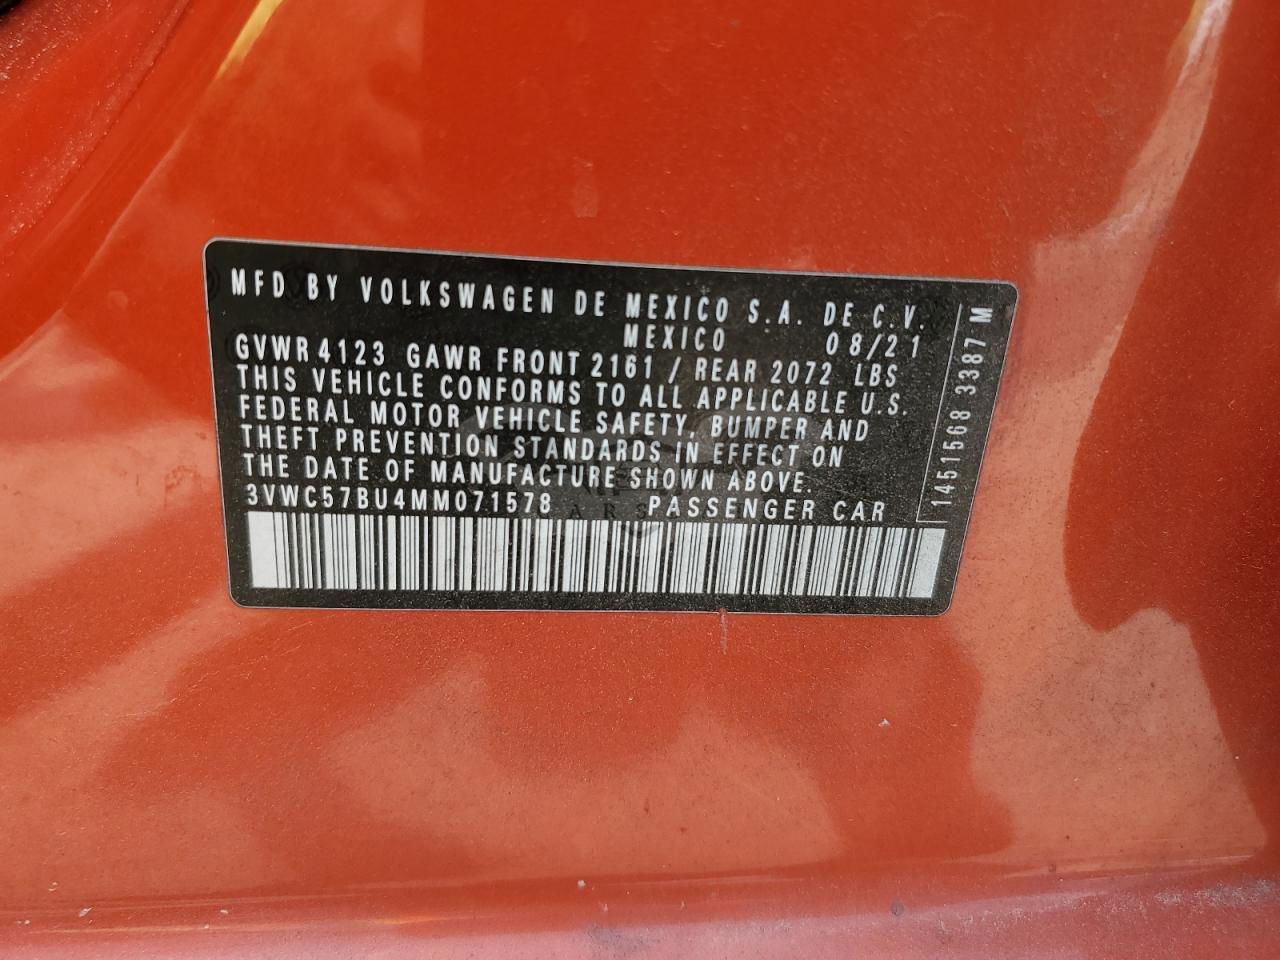 MFD BY VOLKSWAGEN DE MEXICO S.A. DE C.V.
MEXICO 08/21
GVWR 4123 GAWR FRONT 2161 / REAR 2072 LBS
THIS VEHICLE CONFORMS TO ALL APPLICABLE U.S.
FEDERAL MOTOR VEHICLE SAFETY, BUMPER AND
THEFT PREVENTION STANDARDS IN EFFECT ON
THE DATE OF MANUFACTURE SHOWN ABOVE.
3VWC57BU4MM071578 PASSENGER CAR
1451568 3387 M